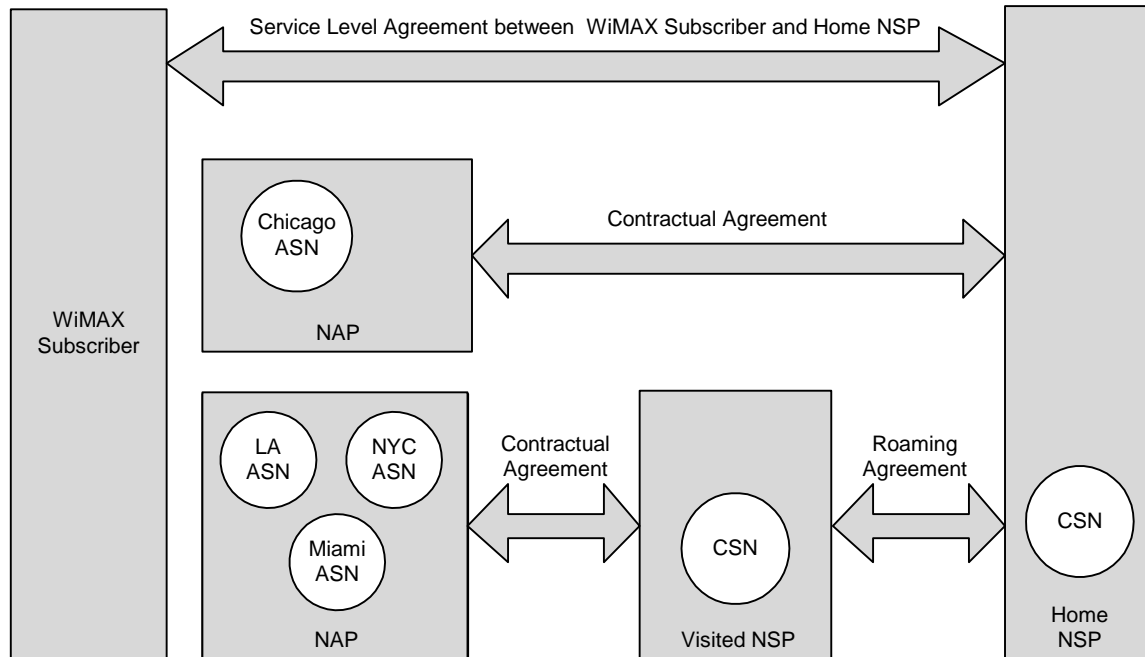 Service Level Agreement between WiMAX Subscriber and Home NSP
Chicago
ASN
NAP
Contractual Agreement
WiMAX
Subscriber
LA
ASN
NYC
ASN
Miami
ASN
NAP
Contractual
Agreement
CSN
Visited NSP
Roaming
Agreement
CSN
Home
NSP